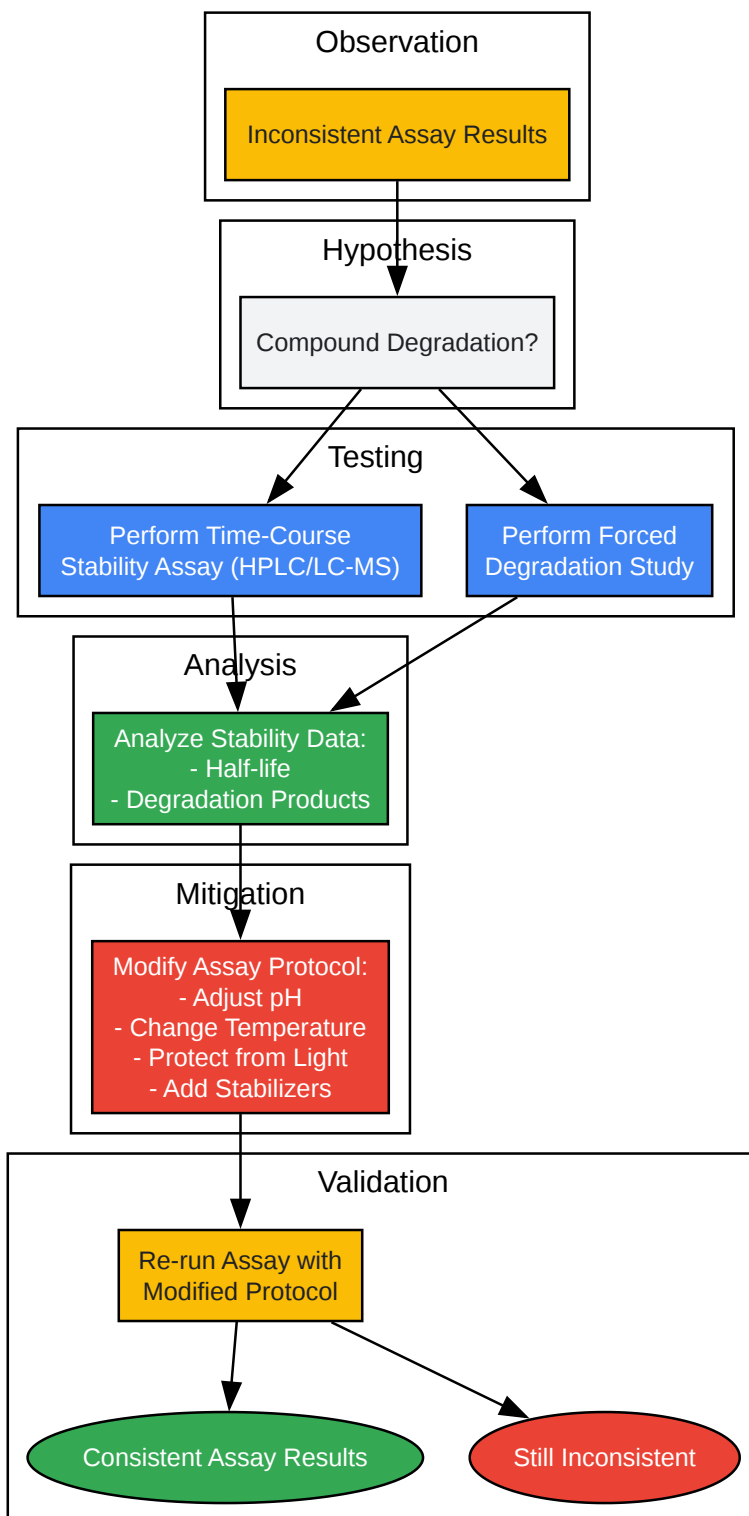 Observation
Inconsistent Assay Results
Hypothesis
Compound Degradation?
Testing
Perform Time-Course
Stability Assay (HPLC/LC-MS)
Perform Forced
Degradation Study
Analysis
Analyze Stability Data:
- Half-life
- Degradation Products
Mitigation
Modify Assay Protocol:
- Adjust pH
- Change Temperature
- Protect from Light
- Add Stabilizers
Validation
Re-run Assay with
Modified Protocol
Consistent Assay Results
Still Inconsistent